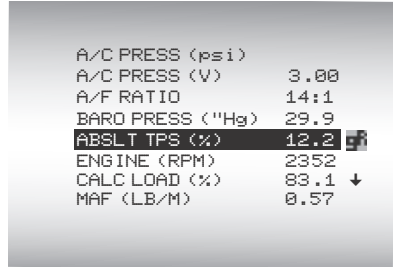 A/C PRESS (psi)
A/C PRESS (V) 3.00
A/F RATIO 14:1
BARO PRESS ("Hg) 29.9
ABSLT TPS (%) 12.2
ENGINE (RPM) 2352
CALC LOAD (%) 83.1
MAF (LB/M) 0.57